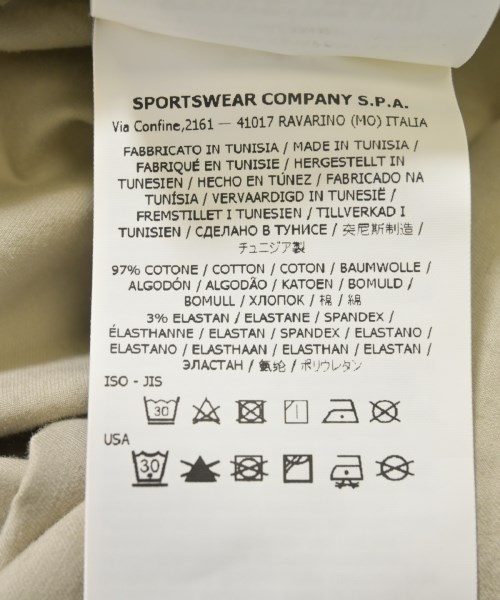 SPORTSWEAR COMPANY S.P.A.
Via Confine,2161 — 41017 RAVARINO (MO) ITALIA
FABBRICATO IN TUNISIA / MADE IN TUNISIA /
FABRIQUÉ EN TUNISIE / HERGESTELLT IN
TUNESIEN / HECHO EN TÚNEZ / FABRICADO NA
TUNÍSIA / VERVAARDIGD IN TUNESIË /
FREMSTILLET I TUNESIEN / TILLVERKAD I
TUNISIEN / СДЕЛАНО В ТУНИСЕ / 突尼斯制造 /
チュニジア製
97% COTONE / COTTON / COTON / BAUMWOLLE /
ALGODÓN / ALGODÃO / KATOEN / BOMULD /
BOMULL / ХЛОПОК / 棉 / 綿
3% ELASTAN / ELASTANE / SPANDEX /
ÉLASTHANNE / ELASTAN / SPANDEX / ELASTANO /
ELASTANO / ELASTHAAN / ELASTHAN / ELASTAN /
ЭЛАСТАН / 氨纶 / ポリウレタン
ISO - JIS
30
USA
30